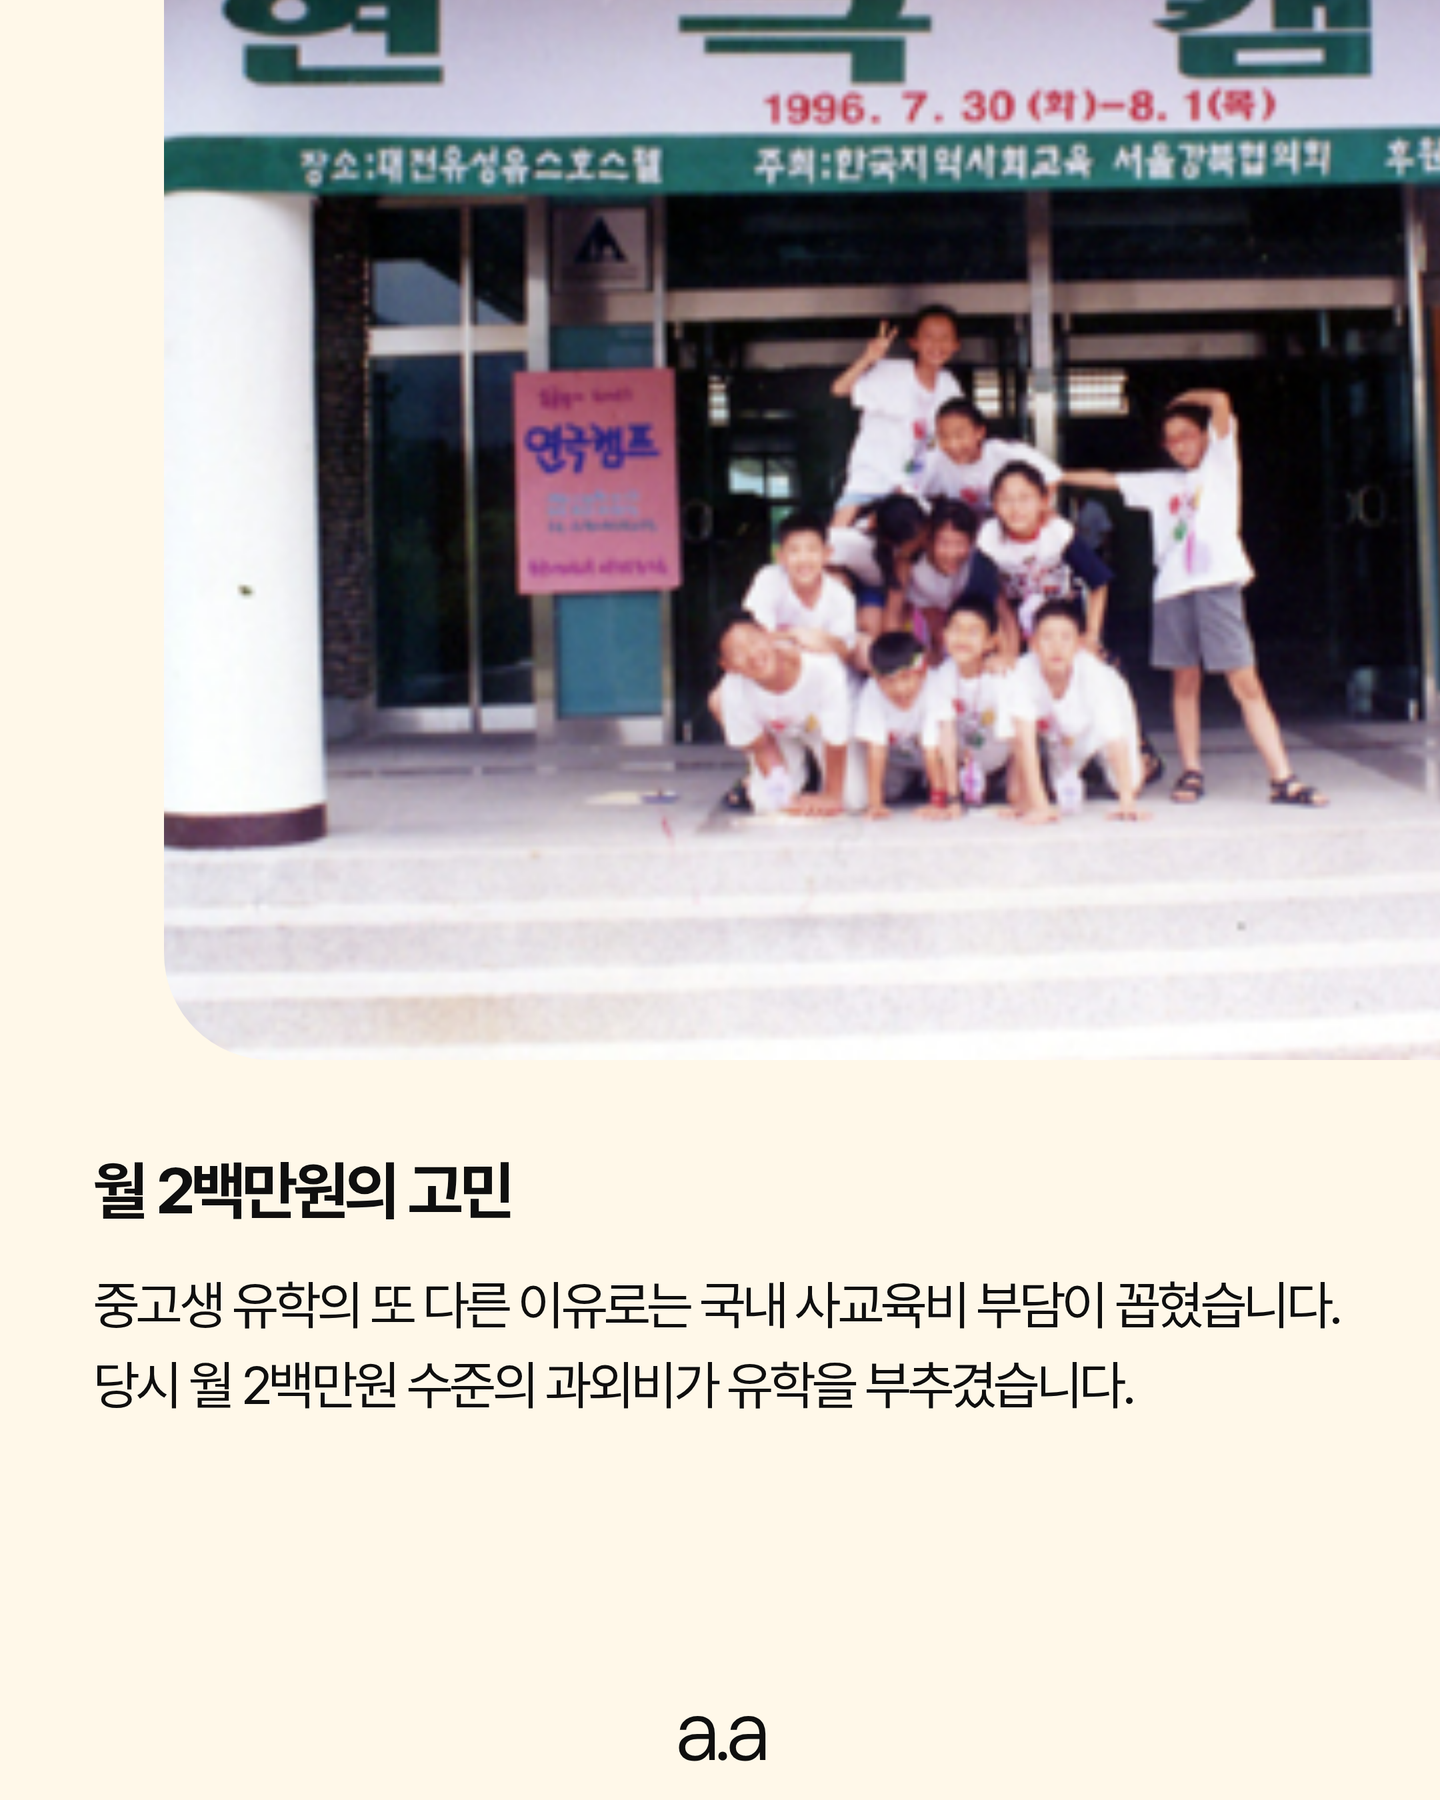 연 극 캠
1996. 7. 30 (화)-8. 1(목)
장소:대전유성유스호스텔 주최:한국지역사회교육 서울강북협의회 후원
연극캠프
월 2백만원의 고민
중고생 유학의 또 다른 이유로는 국내 사교육비 부담이 꼽혔습니다.
당시 월 2백만원 수준의 과외비가 유학을 부추겼습니다.
a.a